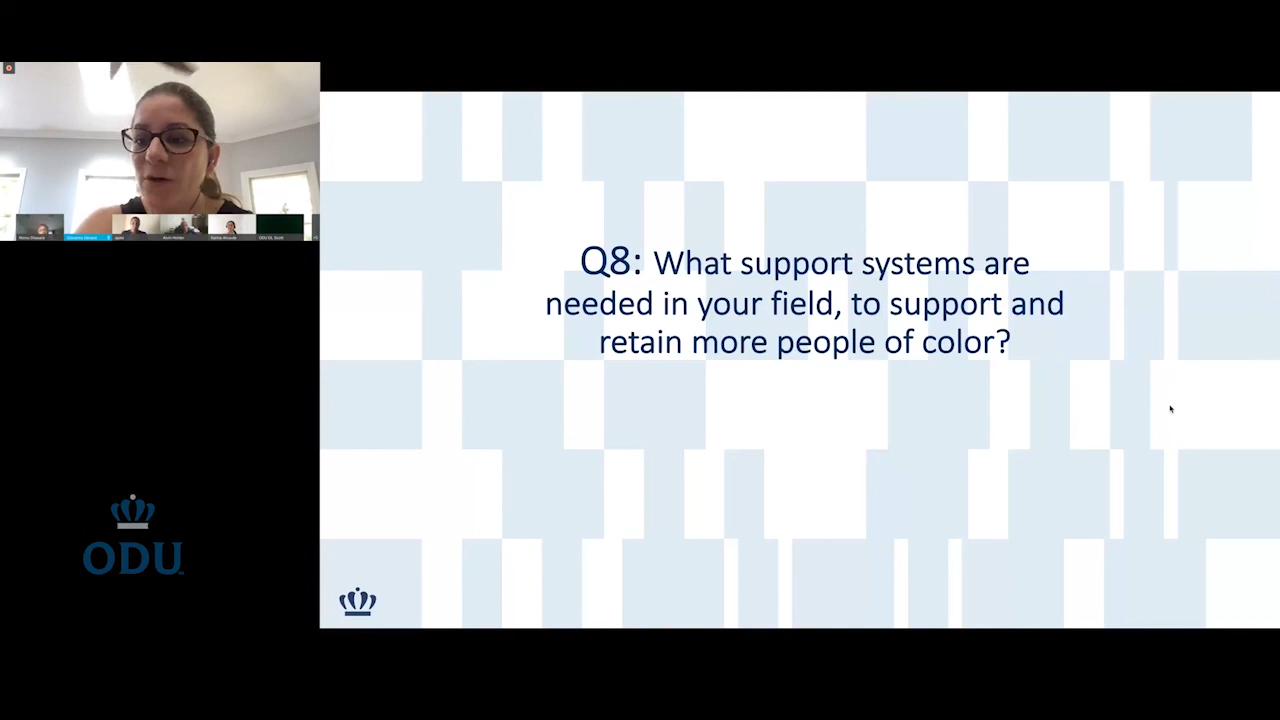 Q8: What support systems are
needed in your field, to support and
retain more people of color?
ODU